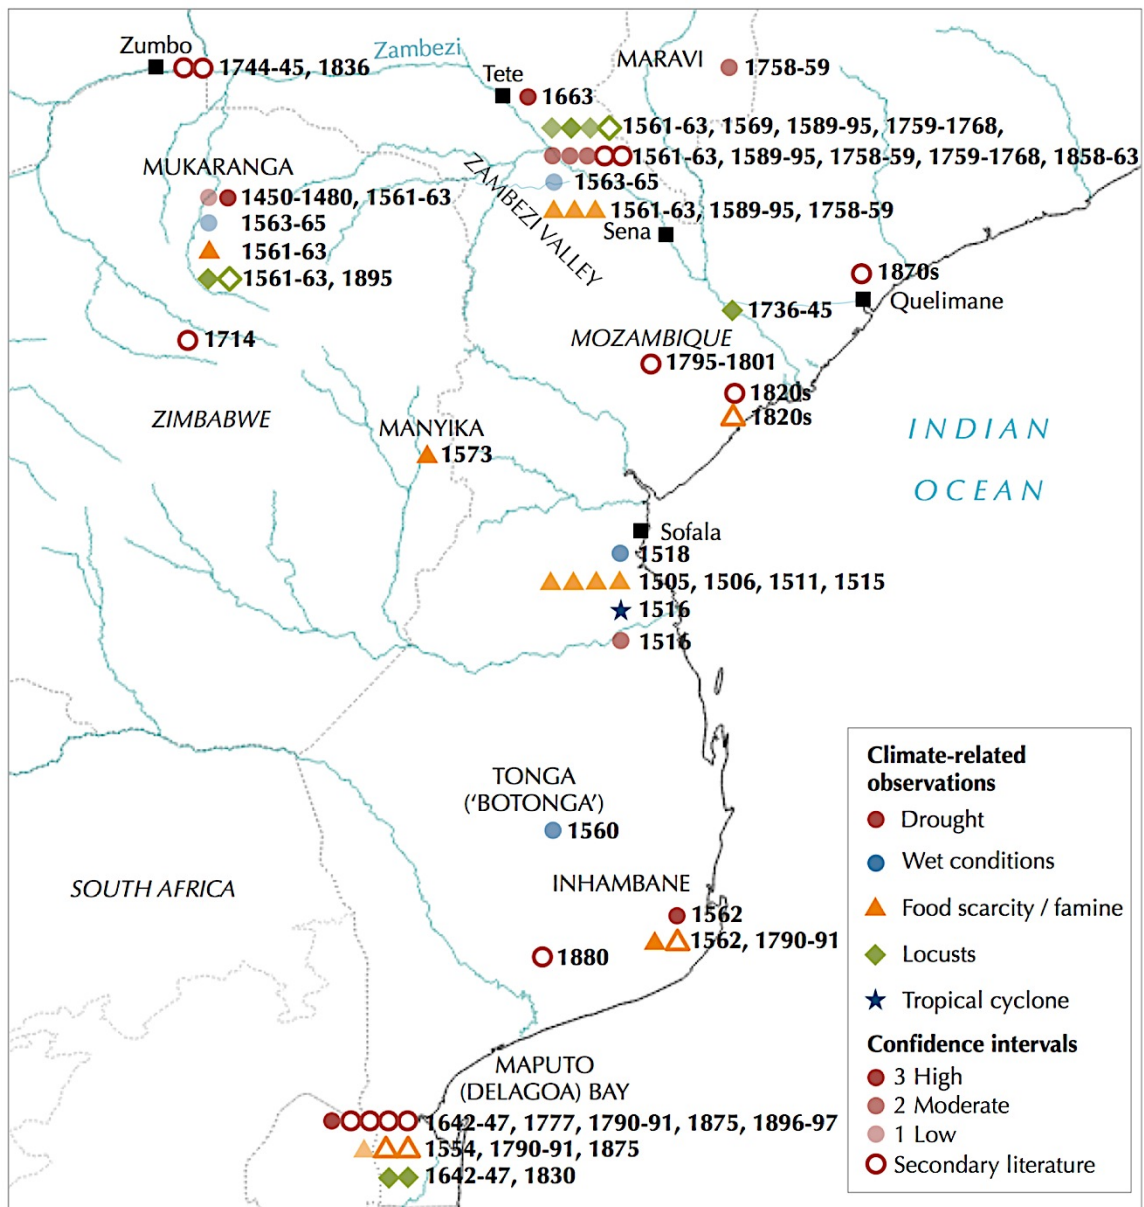 Zumbo
1744-45, 1836
Zambezi
Tete
1663
MARAVI
1758-59
1561-63, 1569, 1589-95, 1759-1768,
1561-63, 1589-95, 1758-59, 1759-1768, 1858-63
1563-65
1561-63, 1589-95, 1758-59
ZAMBEZI VALLEY
Sena
MUKARANGA
1450-1480, 1561-63
1563-65
1561-63
1561-63, 1895
1714
1870s
Quelimane
1736-45
MOZAMBIQUE
1795-1801
1820s
1820s
ZIMBABWE
MANYIKA
1573
INDIAN
OCEAN
Sofala
1518
1505, 1506, 1511, 1515
1516
1516
TONGA
('BOTONGA')
1560
SOUTH AFRICA
INHAMBANE
1562
1562, 1790-91
1880
MAPUTO
(DELAGOA) BAY
1642-47, 1777, 1790-91, 1875, 1896-97
1554, 1790-91, 1875
1642-47, 1830
Climate-related
observations
Drought
Wet conditions
Food scarcity / famine
Locusts
Tropical cyclone
Confidence intervals
3 High
2 Moderate
1 Low
Secondary literature